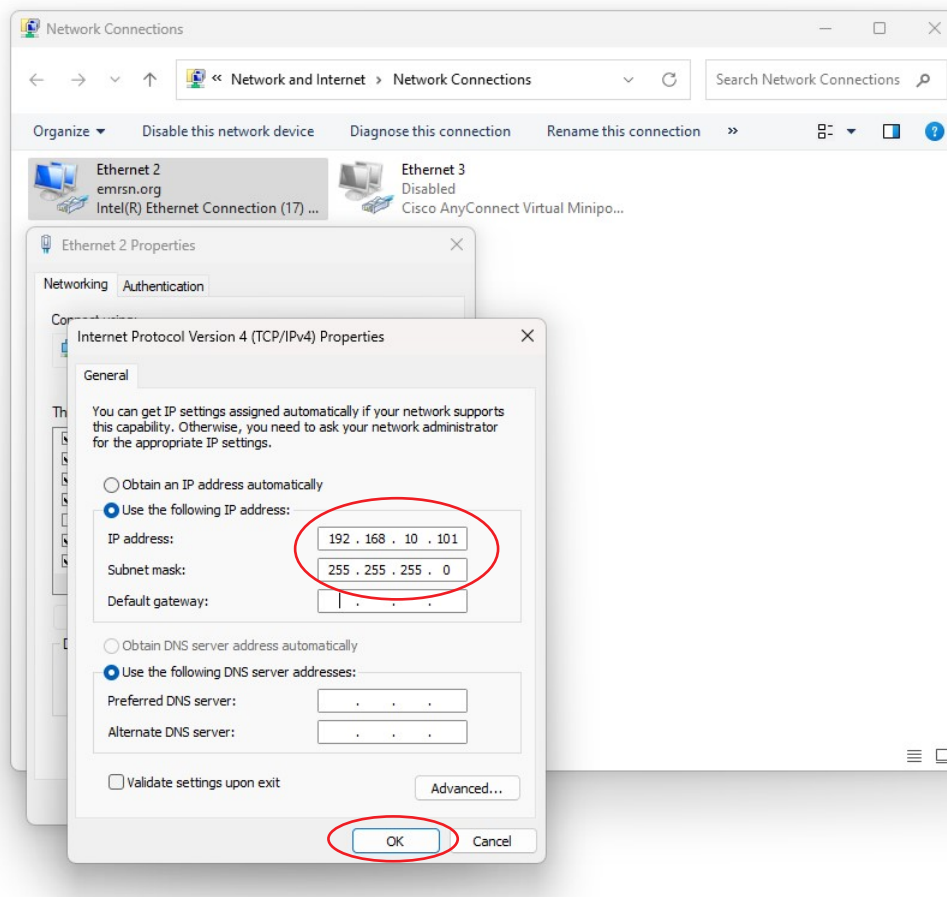 Network Connections
« Network and Internet > Network Connections
Search Network Connections
Organize Disable this network device Diagnose this connection Rename this connection »
Ethernet 2
emrsn.org
Intel(R) Ethernet Connection (17) ...
Ethernet 3
Disabled
Cisco AnyConnect Virtual Minipo...
Ethernet 2 Properties
Networking Authentication
Internet Protocol Version 4 (TCP/IPv4) Properties
General
You can get IP settings assigned automatically if your network supports
this capability. Otherwise, you need to ask your network administrator
for the appropriate IP settings.
Obtain an IP address automatically
Use the following IP address:
IP address: 192 . 168 . 10 . 101
Subnet mask: 255 . 255 . 255 . 0
Default gateway: . . .
Obtain DNS server address automatically
Use the following DNS server addresses:
Preferred DNS server: . . .
Alternate DNS server: . . .
Validate settings upon exit
Advanced...
OK Cancel